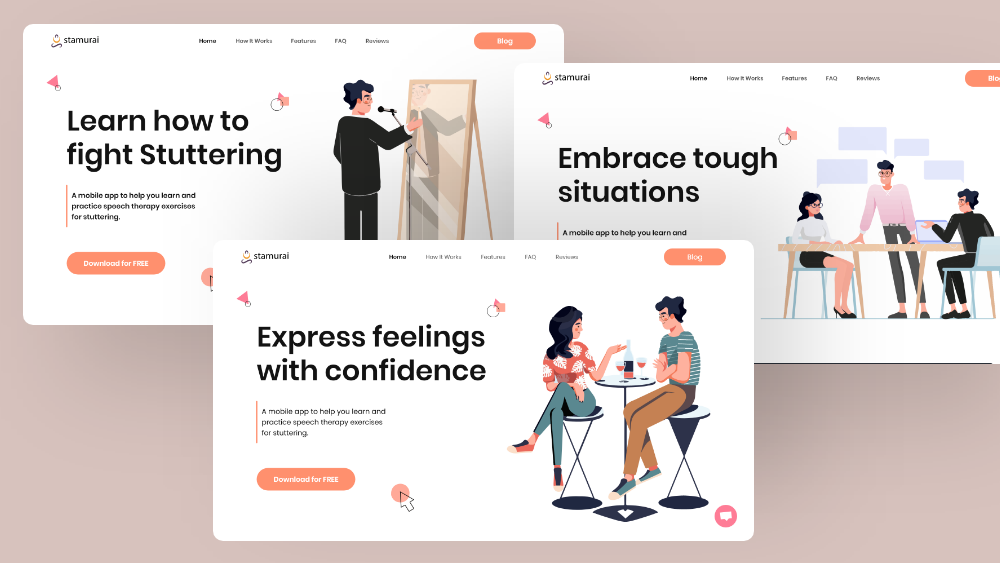 stamurai
Home How It Works Features FAQ Reviews
Blog
Learn how to
fight Stuttering
A mobile app to help you learn and
practice speech therapy exercises
for stuttering.
Download for FREE
stamurai
Home How It Works Features FAQ Reviews
Blo
Embrace tough
situations
A mobile app to help you learn and
stamurai
Home How It Works Features FAQ Reviews
Blog
Express feelings
with confidence
A mobile app to help you learn and
practice speech therapy exercises
for stuttering.
Download for FREE